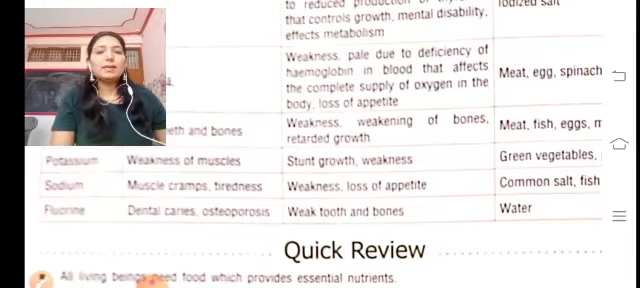 to reduced production of
Iodized salt
that controls growth, mental disability,
effects metabolism
Weakness, pale due to deficiency of
haemoglobin in blood that affects
the complete supply of oxygen in the
body, loss of appetite
Meat, egg, spinach
and bones
Weakness, weakening of bones,
retarded growth
Meat, fish, eggs,
Potassium Weakness of muscles Stunt growth, weakness Green vegetables,
Sodium Muscle cramps, tiredness Weakness, loss of appetite Common salt, fish
Fluorine Dental caries, osteoporosis Weak tooth and bones Water
Quick Review
All living beings need food which provides essential nutrients.